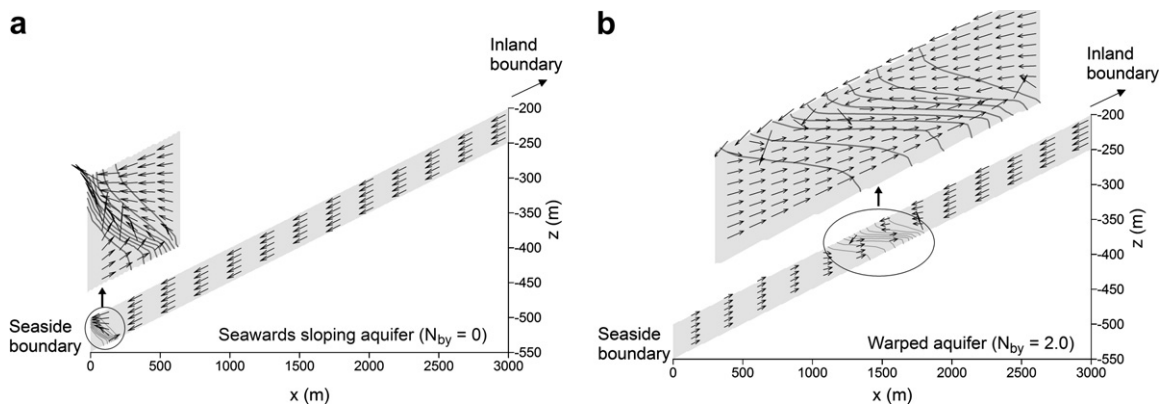 a
Inland
boundary
-200
-250
-300
-350
-400
-450
-500
-550
z (m)
Seaside
boundary
Seawards sloping aquifer (Nby = 0)
0
500
1000
1500
2000
2500
3000
x (m)
b
Inland
boundary
-200
-250
-300
-350
-400
-450
-500
-550
z (m)
Seaside
boundary
Warped aquifer (Nby = 2.0)
0
500
1000
1500
2000
2500
3000
x (m)